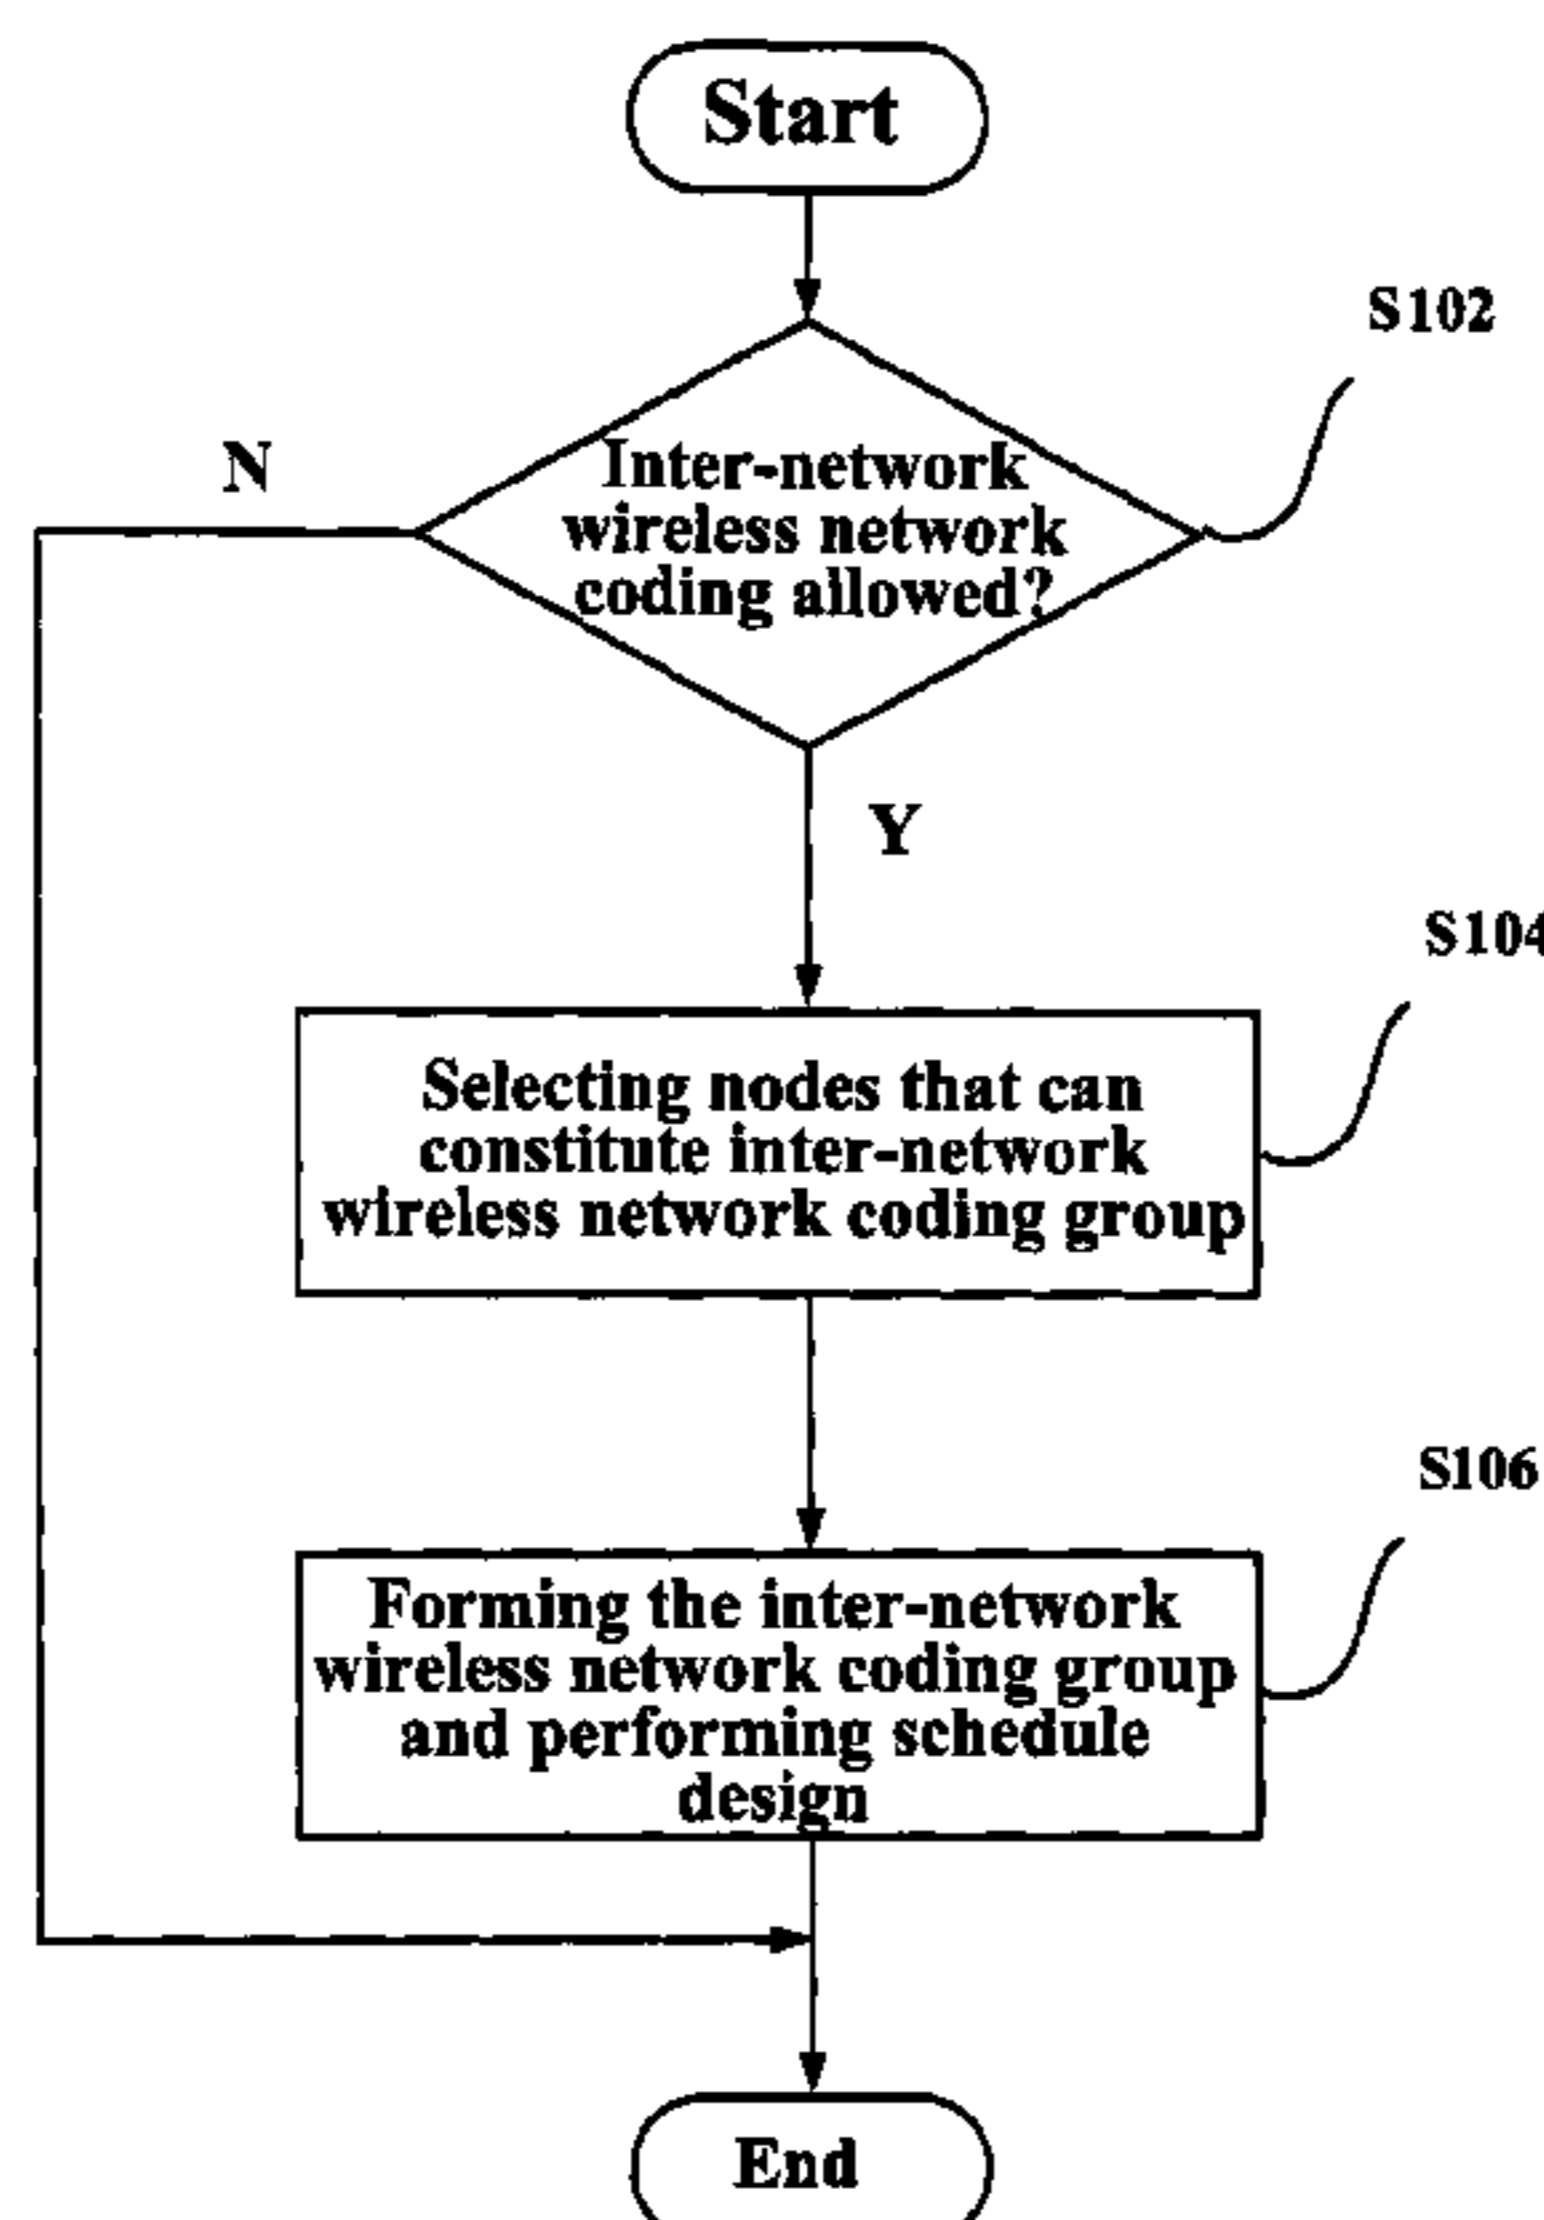 Start
S102
N
Inter-network
wireless network
coding allowed?
Y
S104
Selecting nodes that can
constitute inter-network
wireless network coding group
S106
Forming the inter-network
wireless network coding group
and performing schedule
design
End